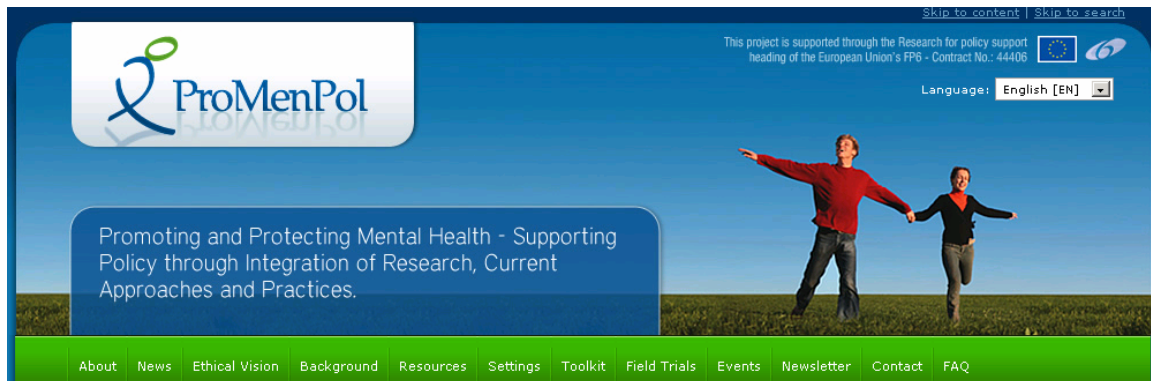 Skip to content | Skip to search
This project is supported through the Research for policy support
heading of the European Union's FP6 - Contract No.: 44406
ProMenPol
Language: English [EN]
Promoting and Protecting Mental Health - Supporting
Policy through Integration of Research, Current
Approaches and Practices.
About News Ethical Vision Background Resources Settings Toolkit Field Trials Events Newsletter Contact FAQ